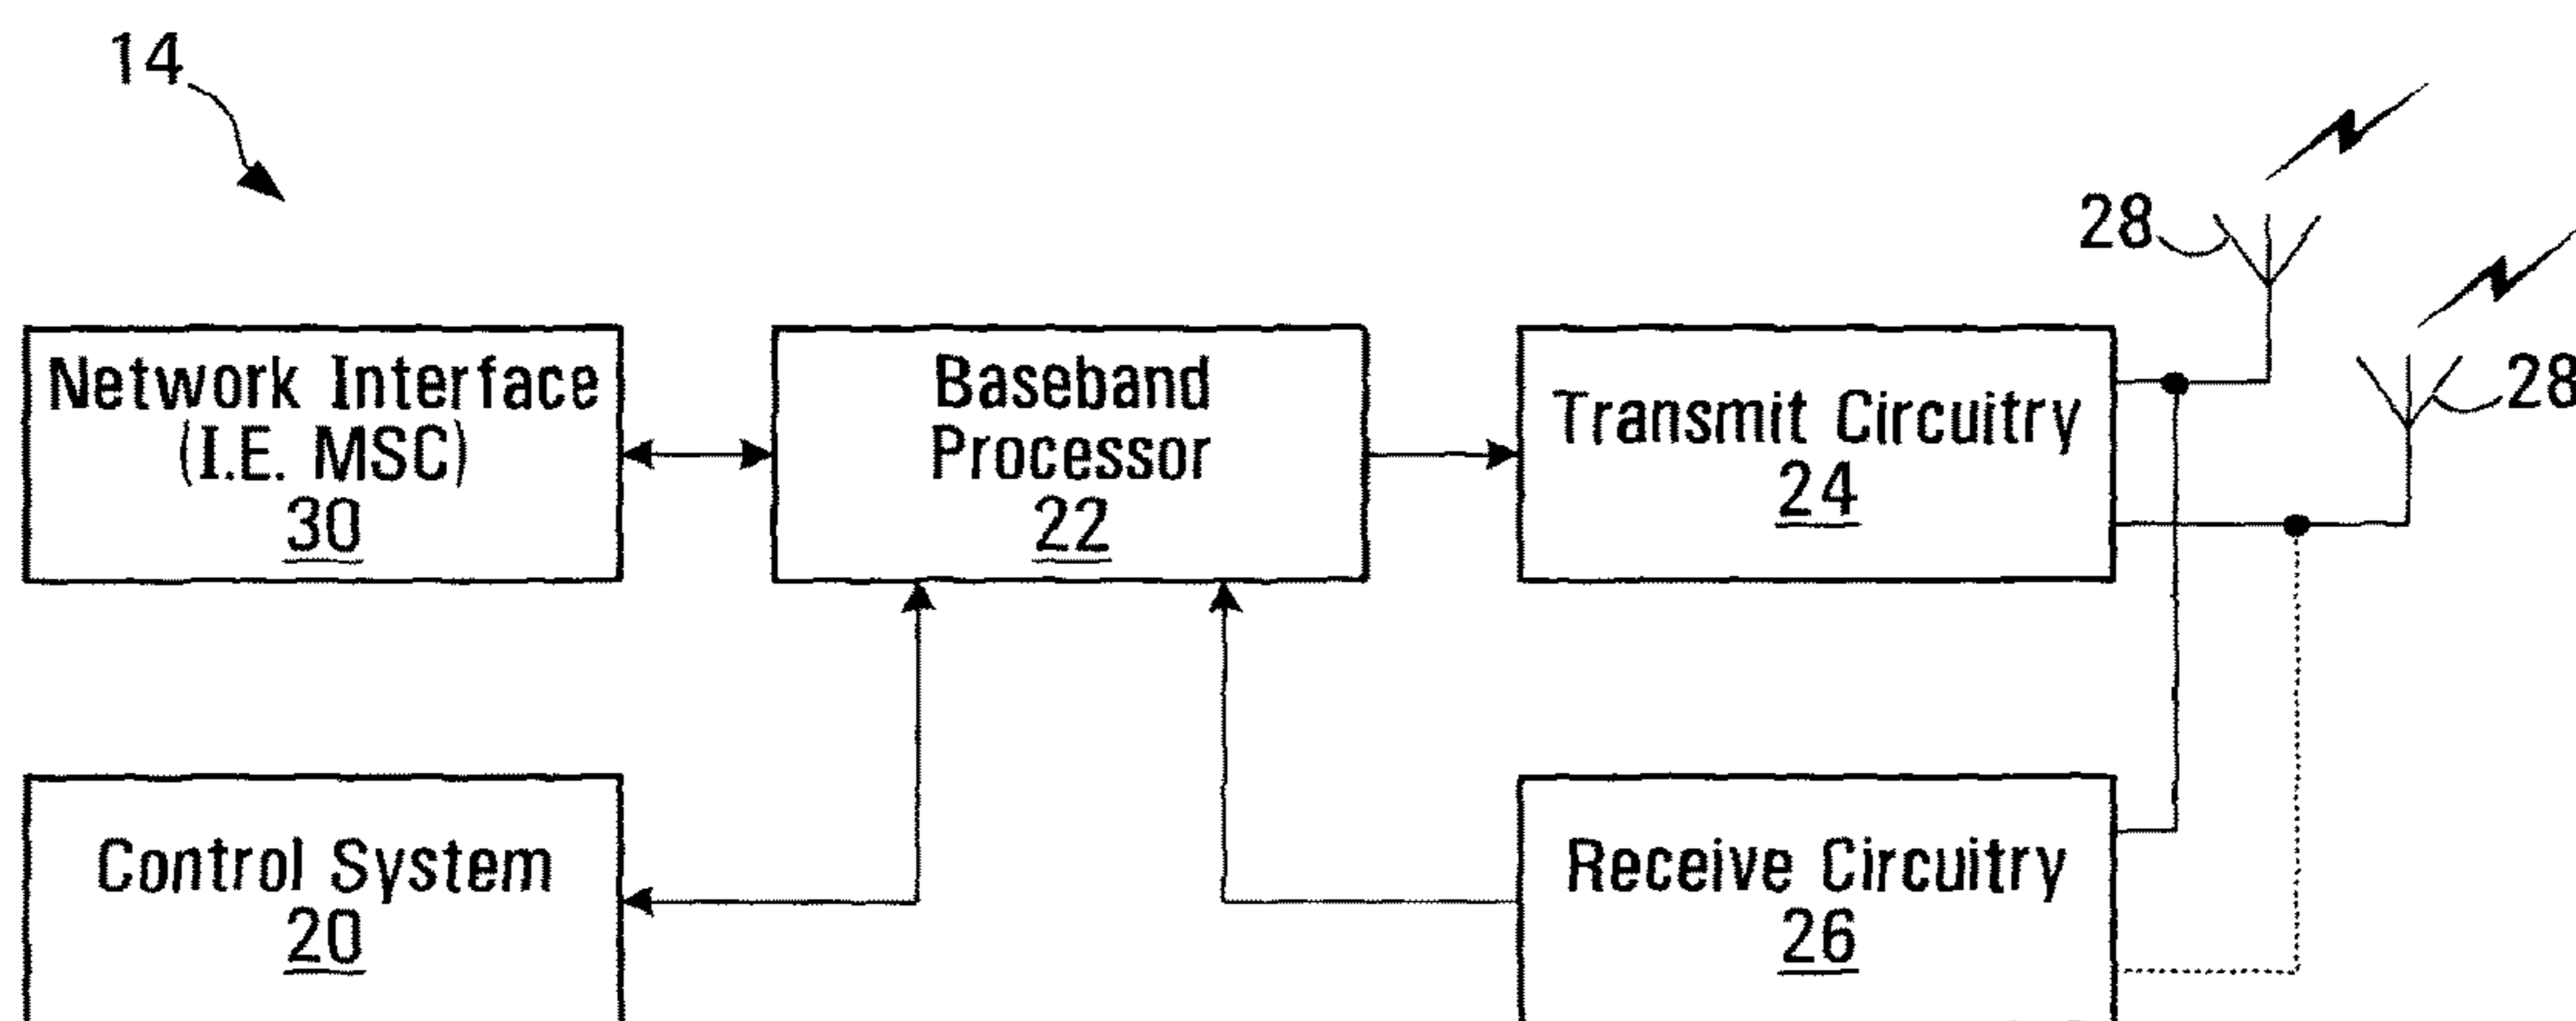 14
28
28
Network Interface
(I.E. MSC)
30
Baseband
Processor
22
Transmit Circuitry
24
Control System
20
Receive Circuitry
26